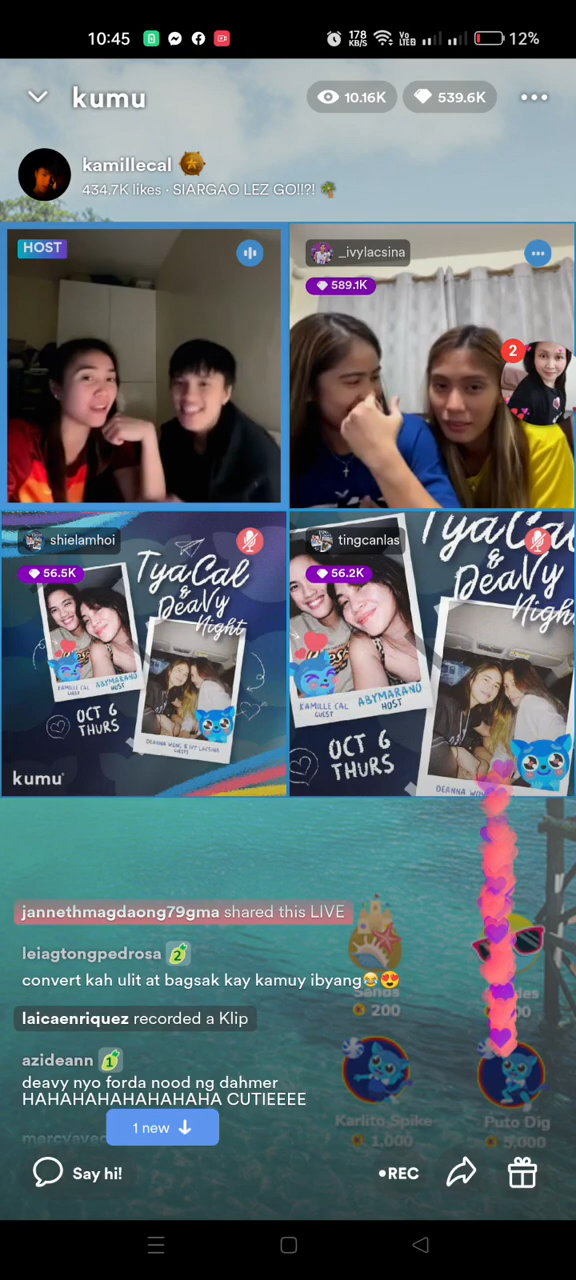 10:45
178
KB/S
Vo
LTE2
12%
kumu
10.16K
539.6K
kamillecal
434.7K likes · SIARGAO LEZ GO!!?! 🌴
HOST
_ivylacsina
589.1K
2
shielamhoi
56.5K
TyaCal
&
DeaVy
Night
KAMILLE CAL
GUEST
ABYMARANO
HOST
OCT 6
THURS
DEANNA WONG & IVY LACSINA
GUESTS
kumu
tingcanlas
56.2K
TyaCal
&
DeaVy
Night
KAMILLE CAL
GUEST
ABYMARANO
HOST
OCT 6
THURS
DEANNA WONG
jannethmagdaong79gma shared this LIVE
leiagtongpedrosa 2
convert kah ulit at bagsak kay kamuy ibyang😂😍
Sands
200
laicaenriquez recorded a Klip
azideann 1
deavy nyo forda nood ng dahmer
HAHAHAHAHAHAHAHA CUTIEEEE
Karlito Spike
1,000
Puto Dig
5,000
1 new ↓
Say hi!
•REC